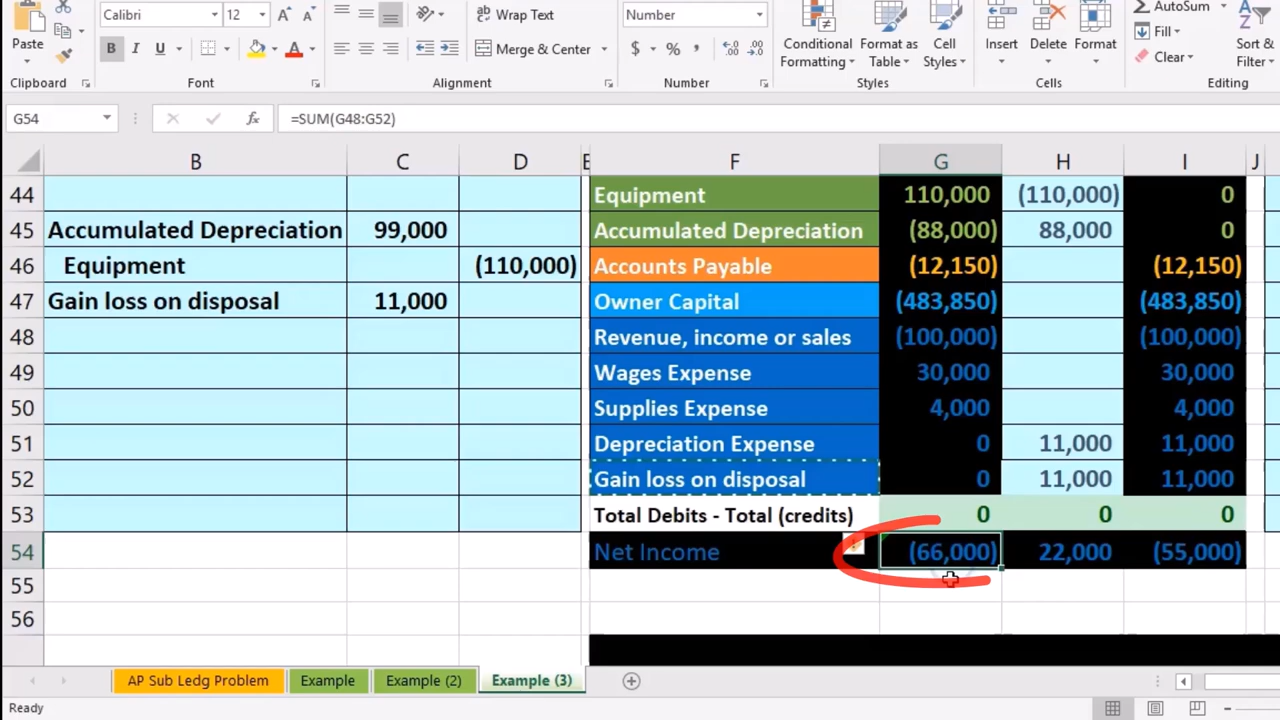 Calibri 12 Wrap Text Number AutoSum
Paste B I U Merge & Center $ % , Conditional Formatting Format as Table Cell Styles Insert Delete Format Fill Clear Sort & Filter
Clipboard Font Alignment Number Styles Cells Editing
G54 fx =SUM(G48:G52)
B C D E F G H I J
44 Equipment 110,000 (110,000) 0
45 Accumulated Depreciation 99,000 Accumulated Depreciation (88,000) 88,000 0
46 Equipment (110,000) Accounts Payable (12,150) (12,150)
47 Gain loss on disposal 11,000 Owner Capital (483,850) (483,850)
48 Revenue, income or sales (100,000) (100,000)
49 Wages Expense 30,000 30,000
50 Supplies Expense 4,000 4,000
51 Depreciation Expense 0 11,000 11,000
52 Gain loss on disposal 0 11,000 11,000
53 Total Debits - Total (credits) 0 0 0
54 Net Income (66,000) 22,000 (55,000)
55
56
AP Sub Ledg Problem Example Example (2) Example (3)
Ready